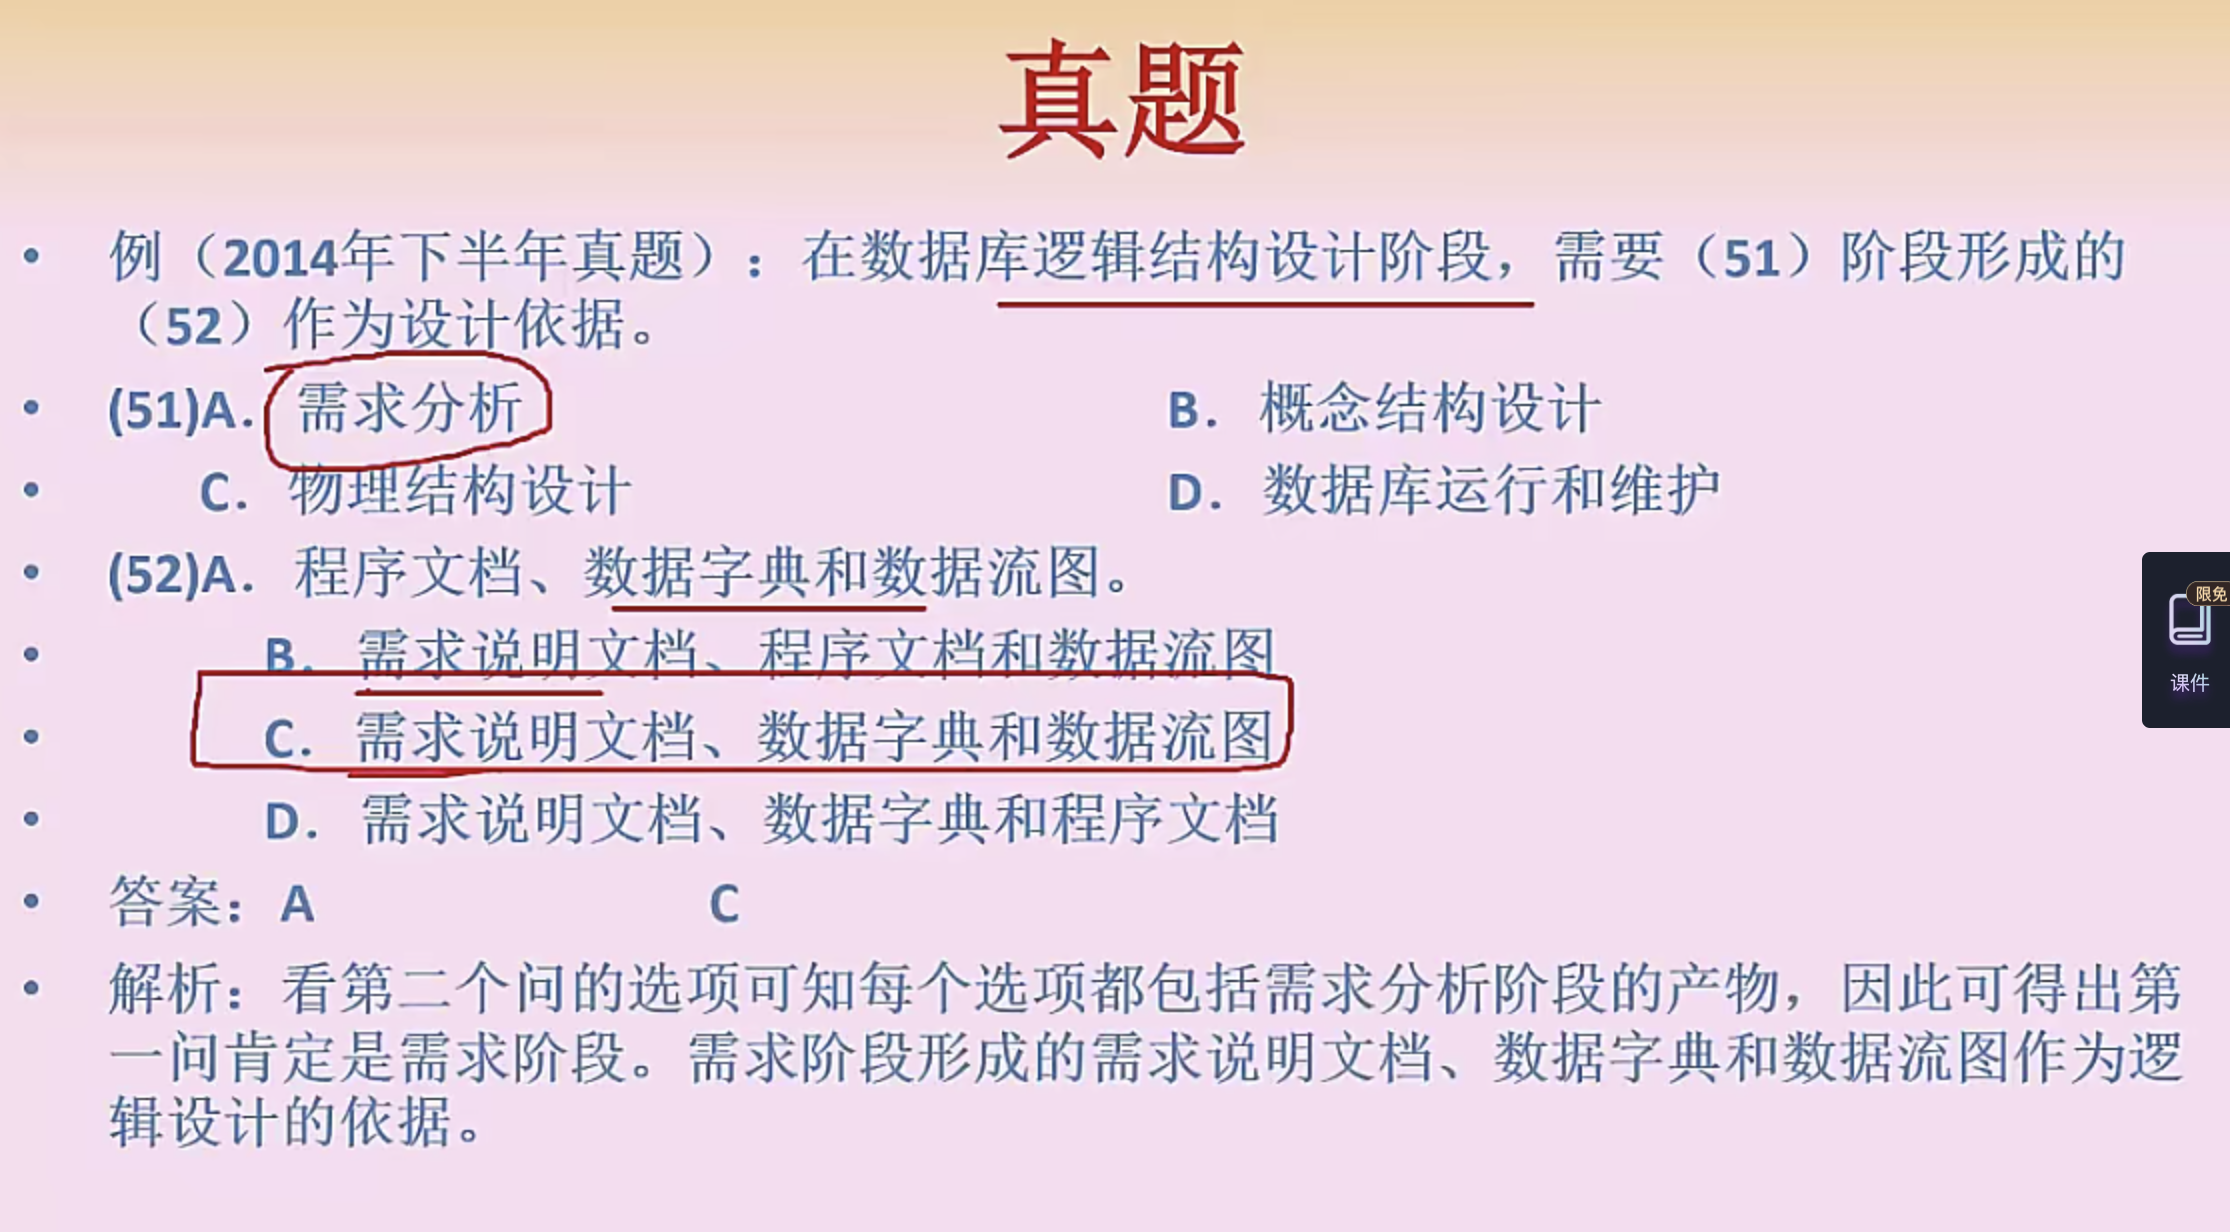 真题
• 例（2014年下半年真题）：在数据库逻辑结构设计阶段，需要（51）阶段形成的
（52）作为设计依据。
• (51)A. 需求分析 B. 概念结构设计
• C. 物理结构设计 D. 数据库运行和维护
• (52)A. 程序文档、数据字典和数据流图。
• B. 需求说明文档、程序文档和数据流图
• C. 需求说明文档、数据字典和数据流图
• D. 需求说明文档、数据字典和程序文档
• 答案：A C
• 解析：看第二个问的选项可知每个选项都包括需求分析阶段的产物，因此可得出第
一问肯定是需求阶段。需求阶段形成的需求说明文档、数据字典和数据流图作为逻
辑设计的依据。
限免
课件